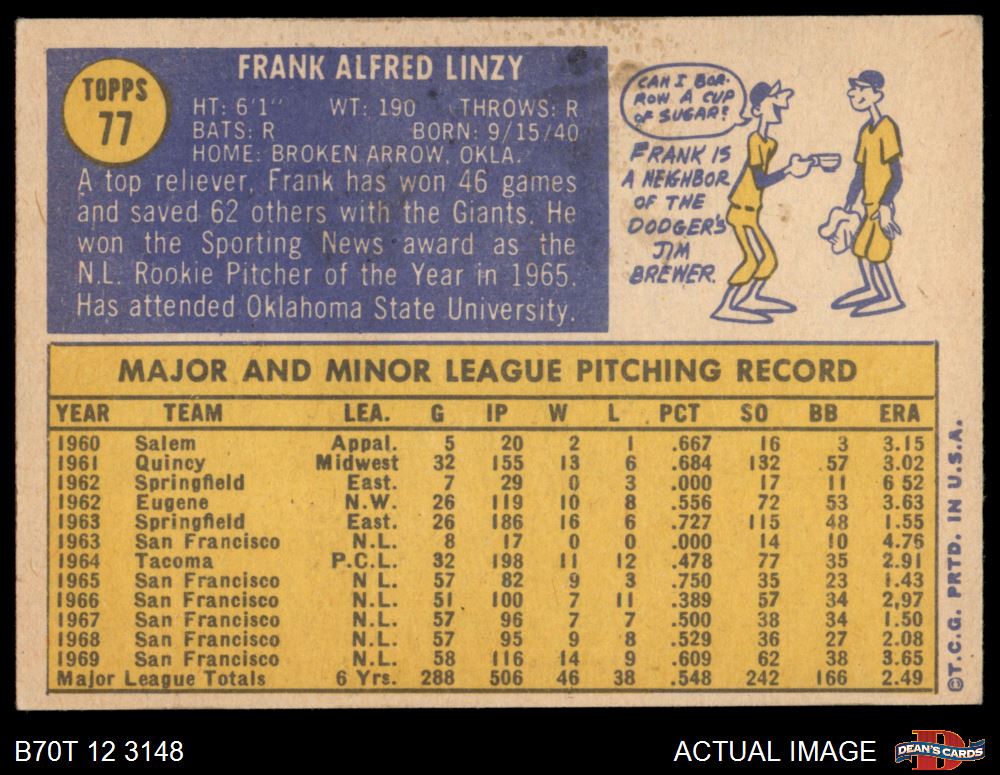 TOPPS
77
FRANK ALFRED LINZY
HT: 6'1" WT: 190 THROWS: R
BATS: R BORN: 9/15/40
HOME: BROKEN ARROW, OKLA.
A top reliever, Frank has won 46 games
and saved 62 others with the Giants. He
won the Sporting News award as the
N.L. Rookie Pitcher of the Year in 1965.
Has attended Oklahoma State University.
CAN I BOR-
ROW A CUP
OF SUGAR?
FRANK IS
A NEIGHBOR
OF THE
DODGER'S
JIM
BREWER.
MAJOR AND MINOR LEAGUE PITCHING RECORD
YEAR TEAM LEA. G IP W L PCT SO BB ERA
1960 Salem Appal. 5 20 2 1 .667 16 3 3.15
1961 Quincy Midwest 32 155 13 6 .684 132 57 3.02
1962 Springfield East. 7 29 0 3 .000 17 11 6 52
1962 Eugene N.W. 26 119 10 8 .556 72 53 3.63
1963 Springfield East. 26 186 16 6 .727 115 48 1.55
1963 San Francisco N.L. 8 17 0 0 .000 14 10 4.76
1964 Tacoma P.C.L. 32 198 11 12 .478 77 35 2.91
1965 San Francisco N L. 57 82 9 3 .750 35 23 1.43
1966 San Francisco N.L. 51 100 7 11 .389 57 34 2,97
1967 San Francisco N.L. 57 96 7 7 .500 38 34 1.50
1968 San Francisco N.L. 57 95 9 8 .529 36 27 2.08
1969 San Francisco N.L. 58 116 14 9 .609 62 38 3.65
Major League Totals 6 Yrs. 288 506 46 38 .548 242 166 2.49
©T.C.G. PRTD. IN U.S.A.
B70T 12 3148
ACTUAL IMAGE
DEAN'S CARDS